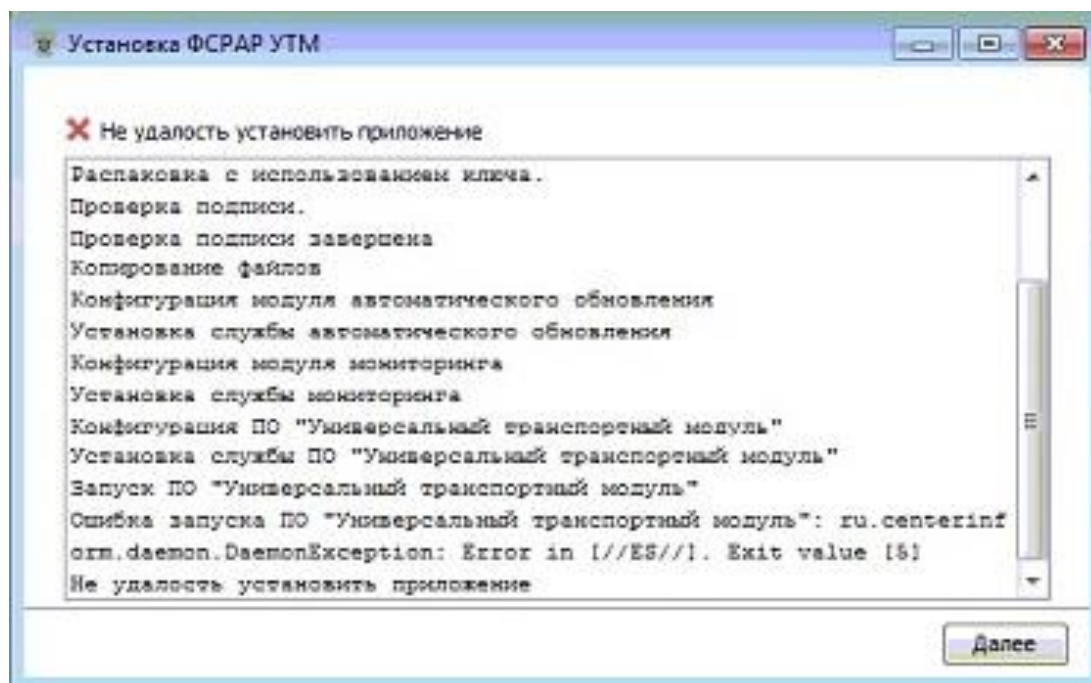 Установка ФСРАР УТМ
Не удалость установить приложение
Распаковка с использованием ключа.
Проверка подписи.
Проверка подписи завершена
Копирование файлов
Конфигурация модуля автоматического обновления
Установка службы автоматического обновления
Конфигурация модуля мониторинга
Установка службы мониторинга
Конфигурация ПО "Универсальный транспортный модуль"
Установка службы ПО "Универсальный транспортный модуль"
Запуск ПО "Универсальный транспортный модуль"
Ошибка запуска ПО "Универсальный транспортный модуль": ru.centerinf
orm.daemon.DaemonException: Error in [//ES//]. Exit value [5]
Не удалость установить приложение
Далее